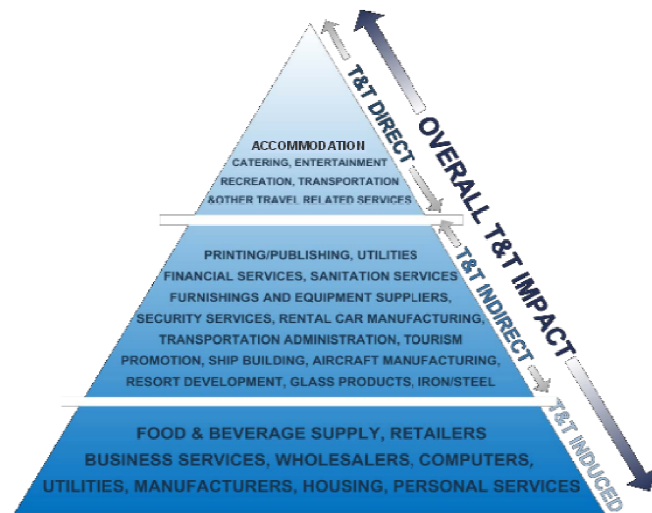 ACCOMMODATION
CATERING, ENTERTAINMENT
RECREATION, TRANSPORTATION
&OTHER TRAVEL RELATED SERVICES
PRINTING/PUBLISHING, UTILITIES
FINANCIAL SERVICES, SANITATION SERVICES
FURNISHINGS AND EQUIPMENT SUPPLIERS,
SECURITY SERVICES, RENTAL CAR MANUFACTURING,
TRANSPORTATION ADMINISTRATION, TOURISM
PROMOTION, SHIP BUILDING, AIRCRAFT MANUFACTURING,
RESORT DEVELOPMENT, GLASS PRODUCTS, IRON/STEEL
FOOD & BEVERAGE SUPPLY, RETAILERS
BUSINESS SERVICES, WHOLESALERS, COMPUTERS,
UTILITIES, MANUFACTURERS, HOUSING, PERSONAL SERVICES
T&T DIRECT
T&T INDIRECT
T&T INDUCED
OVERALL T&T IMPACT